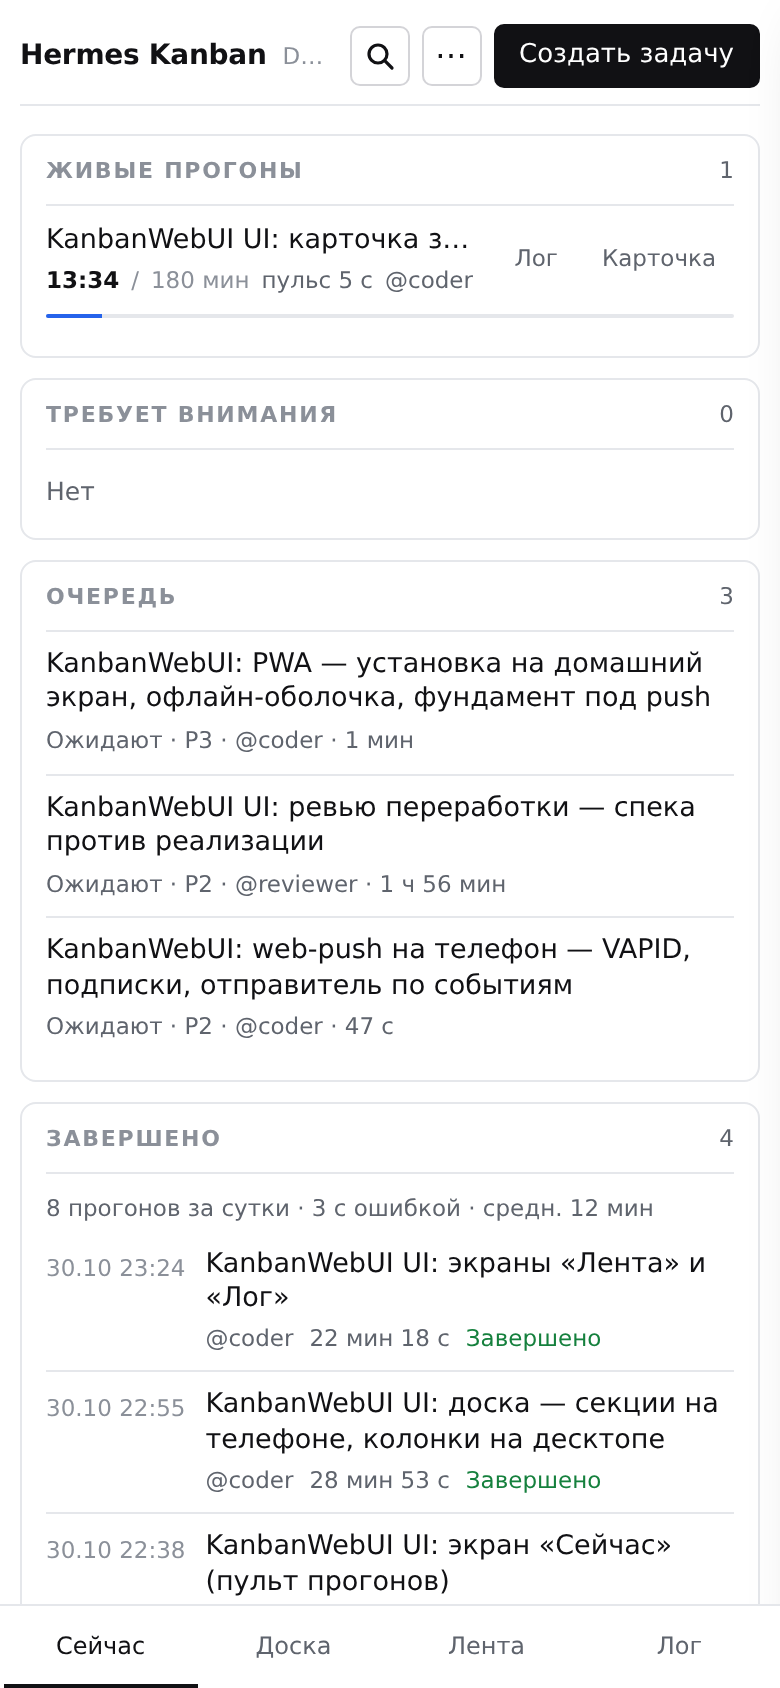 Hermes Kanban D… ⋯ Создать задачу
ЖИВЫЕ ПРОГОНЫ 1
KanbanWebUI UI: карточка з…
Лог Карточка
13:34 / 180 мин пульс 5 с @coder
ТРЕБУЕТ ВНИМАНИЯ 0
Нет
ОЧЕРЕДЬ 3
KanbanWebUI: PWA — установка на домашний
экран, офлайн-оболочка, фундамент под push
Ожидают · P3 · @coder · 1 мин
KanbanWebUI UI: ревью переработки — спека
против реализации
Ожидают · P2 · @reviewer · 1 ч 56 мин
KanbanWebUI: web-push на телефон — VAPID,
подписки, отправитель по событиям
Ожидают · P2 · @coder · 47 с
ЗАВЕРШЕНО 4
8 прогонов за сутки · 3 с ошибкой · средн. 12 мин
30.10 23:24 KanbanWebUI UI: экраны «Лента» и
«Лог»
@coder 22 мин 18 с Завершено
30.10 22:55 KanbanWebUI UI: доска — секции на
телефоне, колонки на десктопе
@coder 28 мин 53 с Завершено
30.10 22:38 KanbanWebUI UI: экран «Сейчас»
(пульт прогонов)
Сейчас Доска Лента Лог